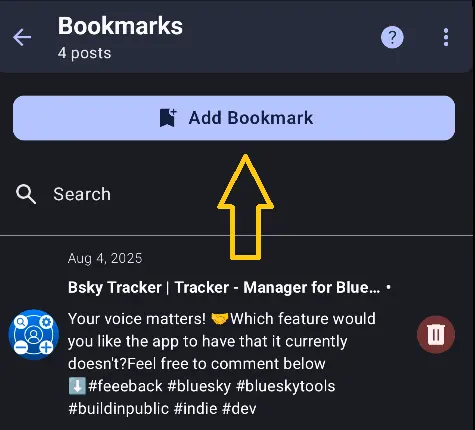 Bookmarks
4 posts
?
Add Bookmark
Search
Aug 4, 2025
Bsky Tracker | Tracker - Manager for Blue... •
Your voice matters! 🤝Which feature would
you like the app to have that it currently
doesn't?Feel free to comment below
⬇️#feeeback #bluesky #blueskytools
#buildinpublic #indie #dev